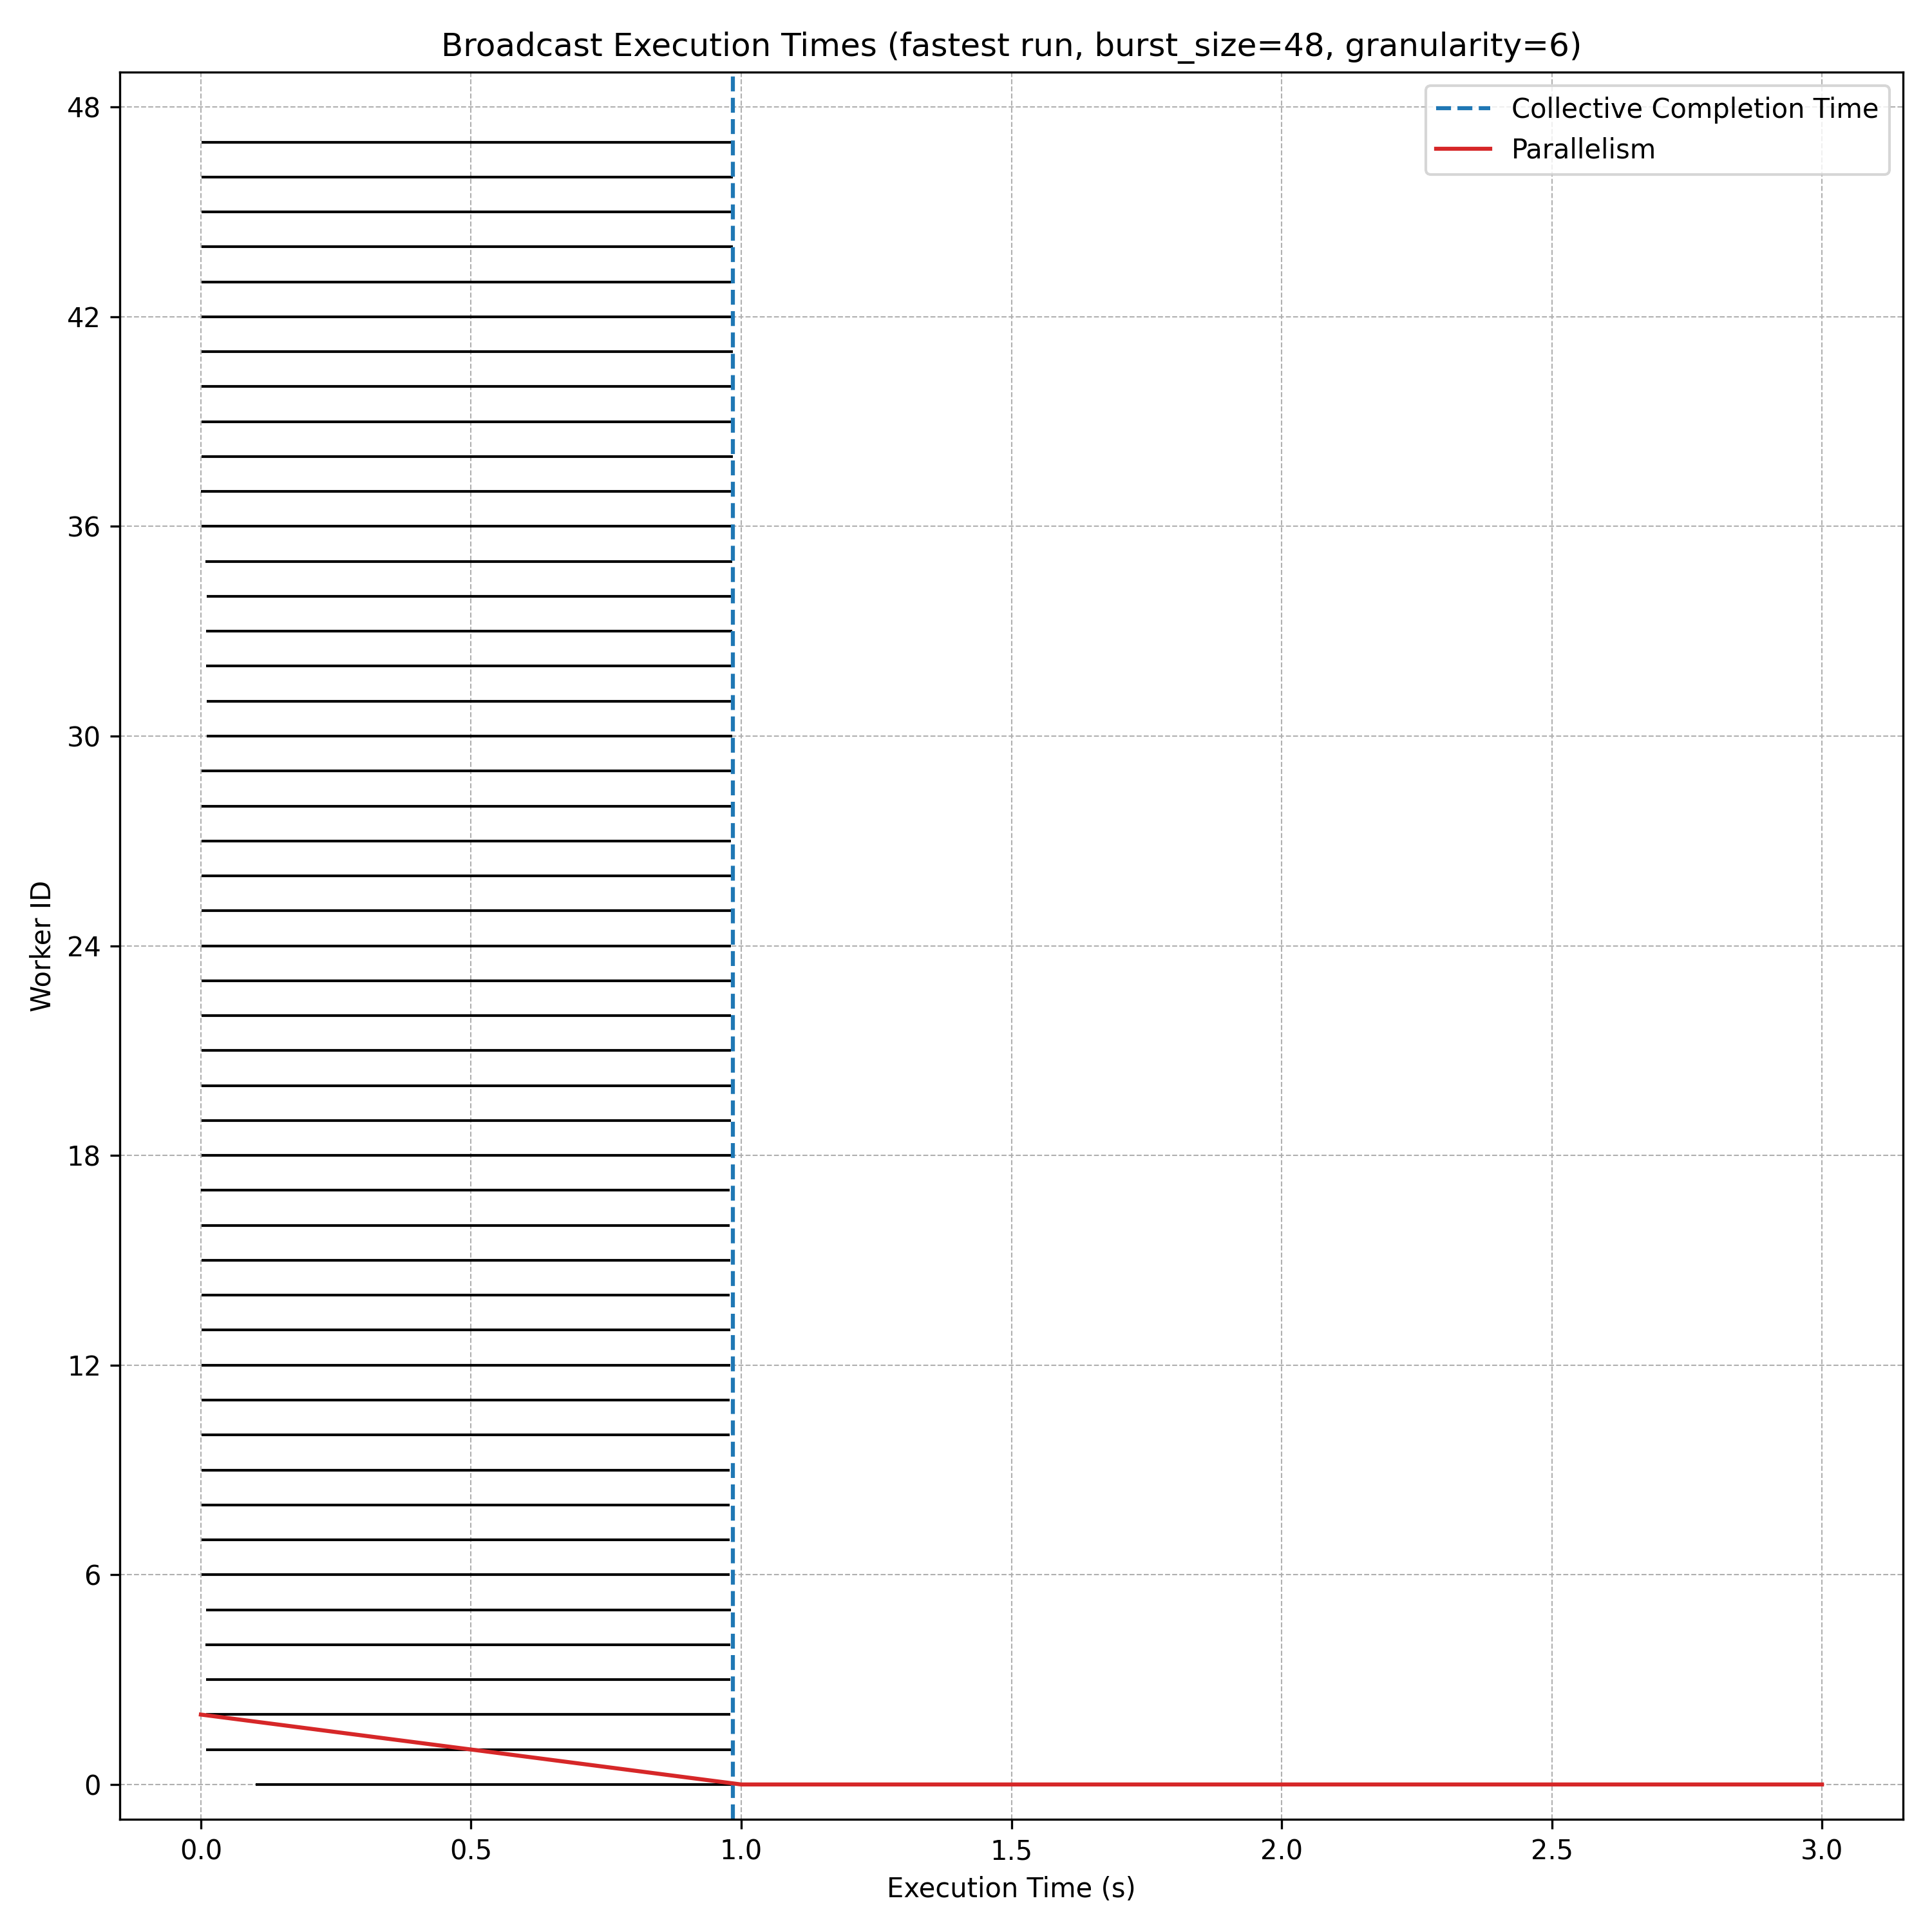 Broadcast Execution Times (fastest run, burst_size=48, granularity=6)
Collective Completion Time
Parallelism
48
42
36
30
24
18
12
6
0
Worker ID
0.0 0.5 1.0 1.5 2.0 2.5 3.0
Execution Time (s)